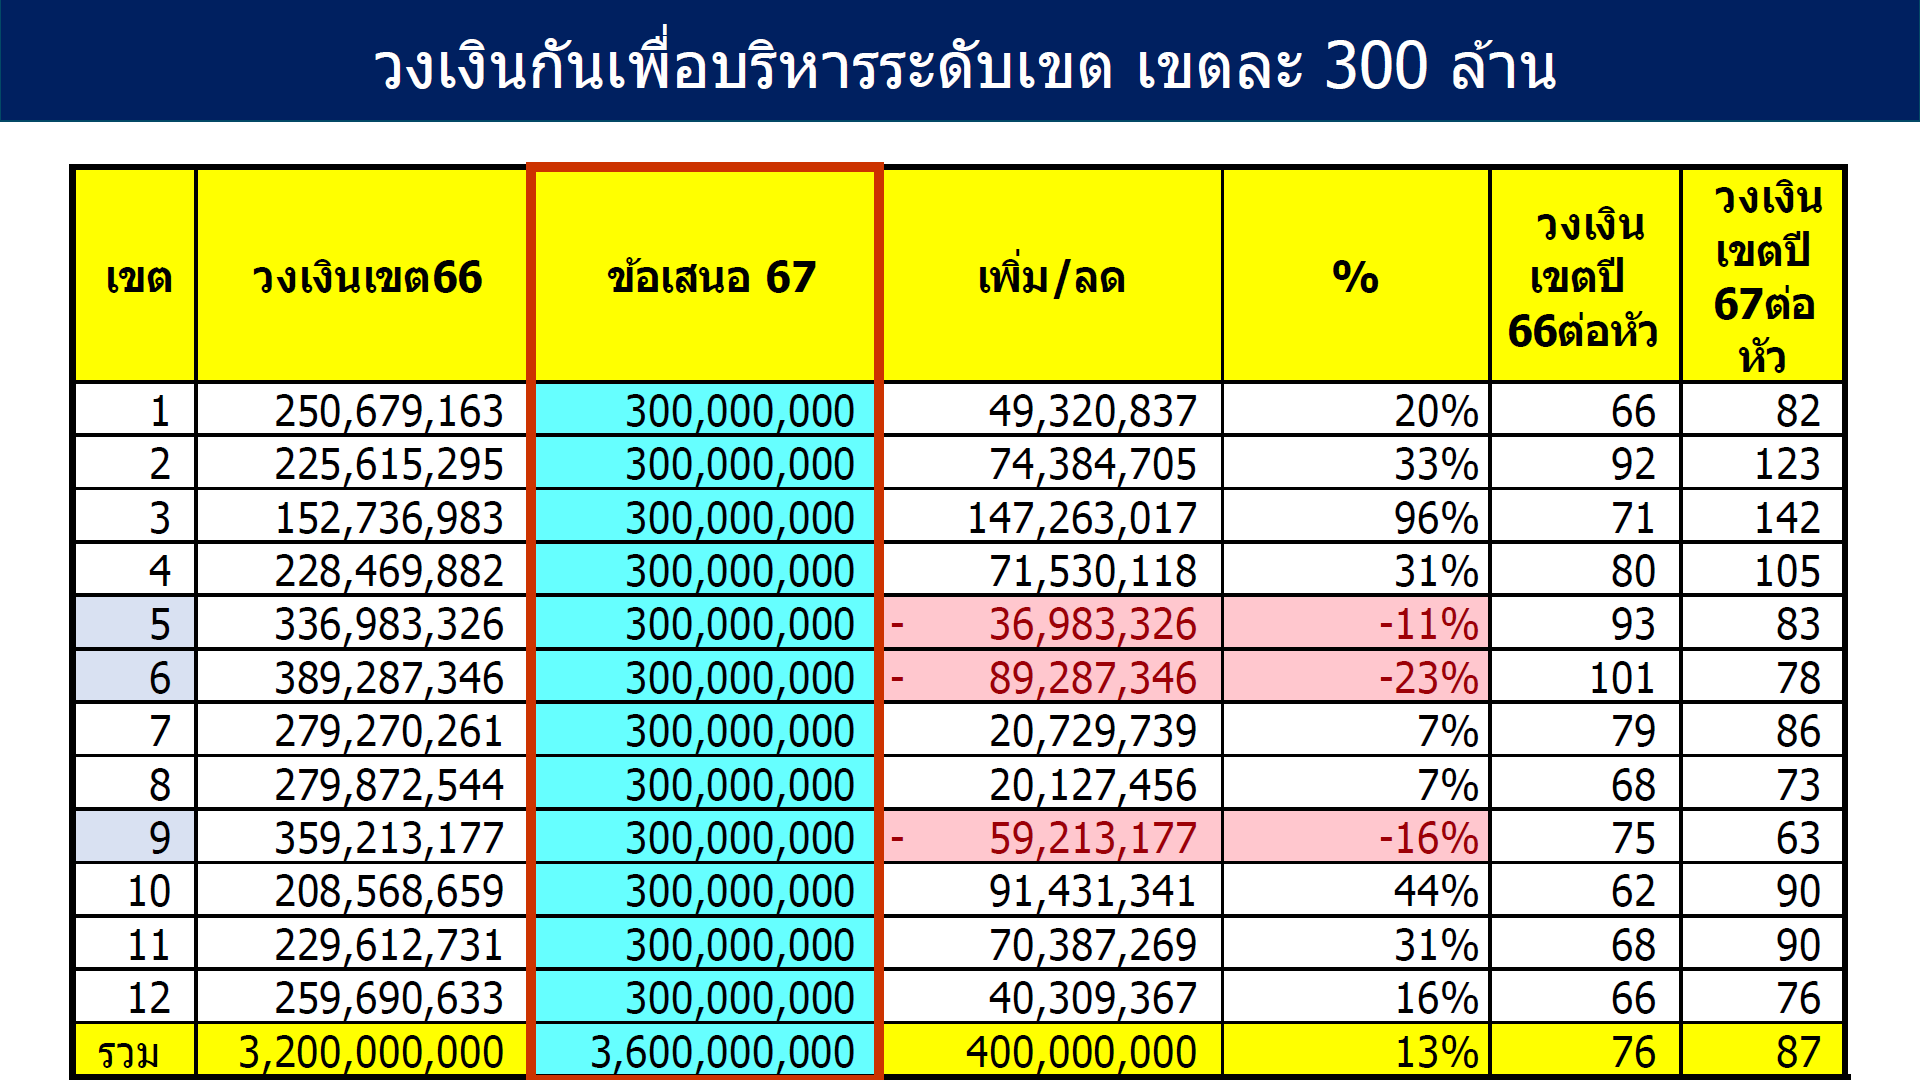 วงเงินกันเพื่อบริหารระดับเขต เขตละ 300 ล้าน
เขต วงเงินเขต66 ข้อเสนอ 67 เพิ่ม/ลด % วงเงินเขตปี 66ต่อหัว วงเงินเขตปี 67ต่อหัว
1 250,679,163 300,000,000 49,320,837 20% 66 82
2 225,615,295 300,000,000 74,384,705 33% 92 123
3 152,736,983 300,000,000 147,263,017 96% 71 142
4 228,469,882 300,000,000 71,530,118 31% 80 105
5 336,983,326 300,000,000 - 36,983,326 -11% 93 83
6 389,287,346 300,000,000 - 89,287,346 -23% 101 78
7 279,270,261 300,000,000 20,729,739 7% 79 86
8 279,872,544 300,000,000 20,127,456 7% 68 73
9 359,213,177 300,000,000 - 59,213,177 -16% 75 63
10 208,568,659 300,000,000 91,431,341 44% 62 90
11 229,612,731 300,000,000 70,387,269 31% 68 90
12 259,690,633 300,000,000 40,309,367 16% 66 76
รวม 3,200,000,000 3,600,000,000 400,000,000 13% 76 87